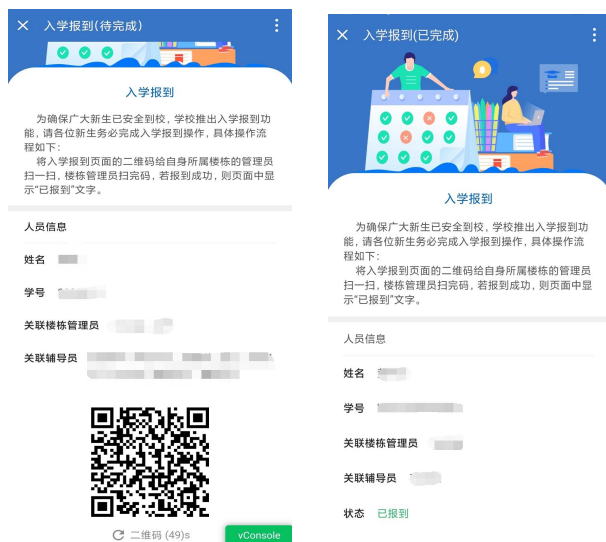 入学报到(待完成)
入学报到
为确保广大新生已安全到校，学校推出入学报到功
能，请各位新生务必完成入学报到操作，具体操作流
程如下：
将入学报到页面的二维码给自身所属楼栋的管理员
扫一扫，楼栋管理员扫完码，若报到成功，则页面中显
示“已报到”文字。
人员信息
姓名
学号
关联楼栋管理员
关联辅导员
二维码 (49)s
vConsole
入学报到(已完成)
入学报到
为确保广大新生已安全到校，学校推出入学报到功
能，请各位新生务必完成入学报到操作，具体操作流
程如下：
将入学报到页面的二维码给自身所属楼栋的管理员
扫一扫，楼栋管理员扫完码，若报到成功，则页面中显
示“已报到”文字。
人员信息
姓名
学号
关联楼栋管理员
关联辅导员
状态 已报到